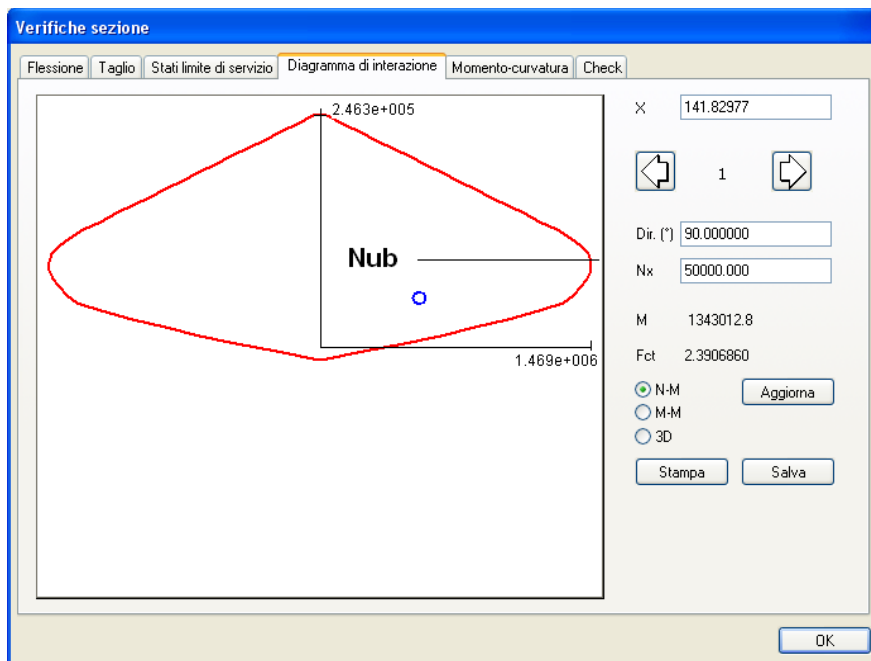 Verifiche sezione
Flessione Taglio Stati limite di servizio Diagramma di interazione Momento-curvatura Check
2.463e+005
X 141.82977
1
Dir. (°) 90.000000
Nub
Nx 50000.000
M 1343012.8
1.469e+006
Fct 2.3906860
N-M Aggiorna
M-M
3D
Stampa Salva
OK